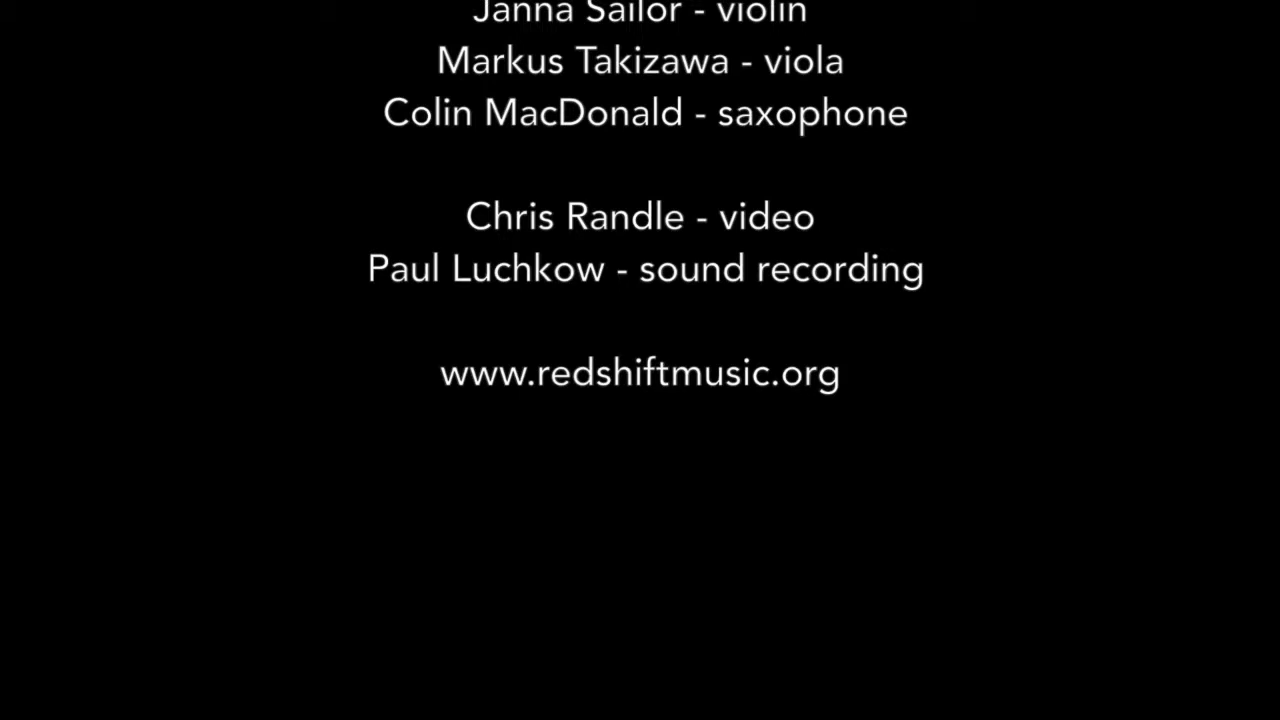 Janna Sailor - violin
Markus Takizawa - viola
Colin MacDonald - saxophone
Chris Randle - video
Paul Luchkow - sound recording
www.redshiftmusic.org